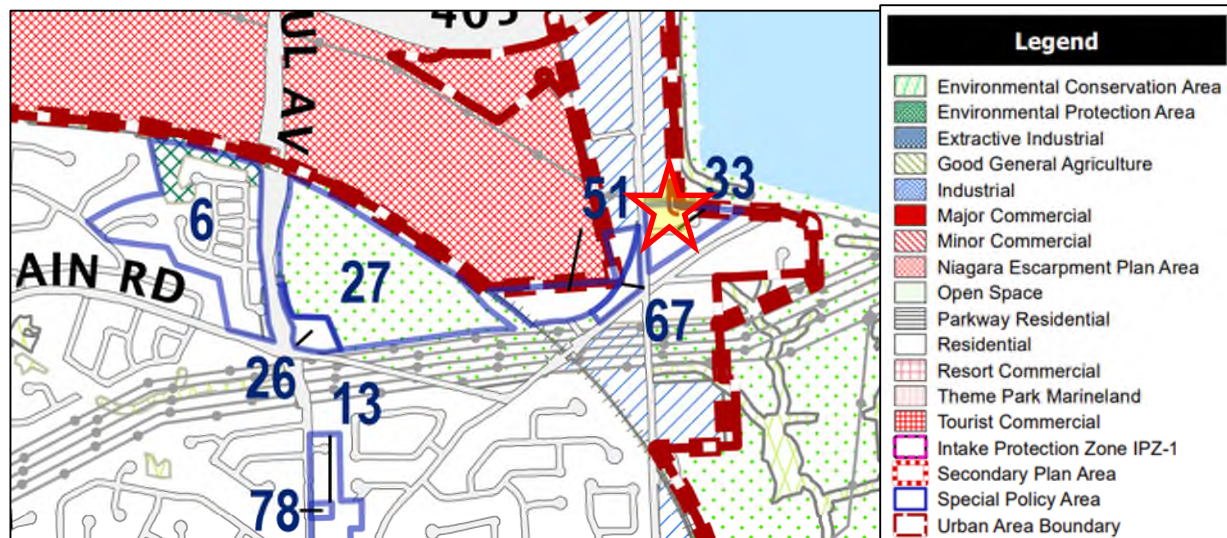 405
UL AV
51
33
6
27
AIN RD
67
26
13
78
Legend
Environmental Conservation Area
Environmental Protection Area
Extractive Industrial
Good General Agriculture
Industrial
Major Commercial
Minor Commercial
Niagara Escarpment Plan Area
Open Space
Parkway Residential
Residential
Resort Commercial
Theme Park Marineland
Tourist Commercial
Intake Protection Zone IPZ-1
Secondary Plan Area
Special Policy Area
Urban Area Boundary